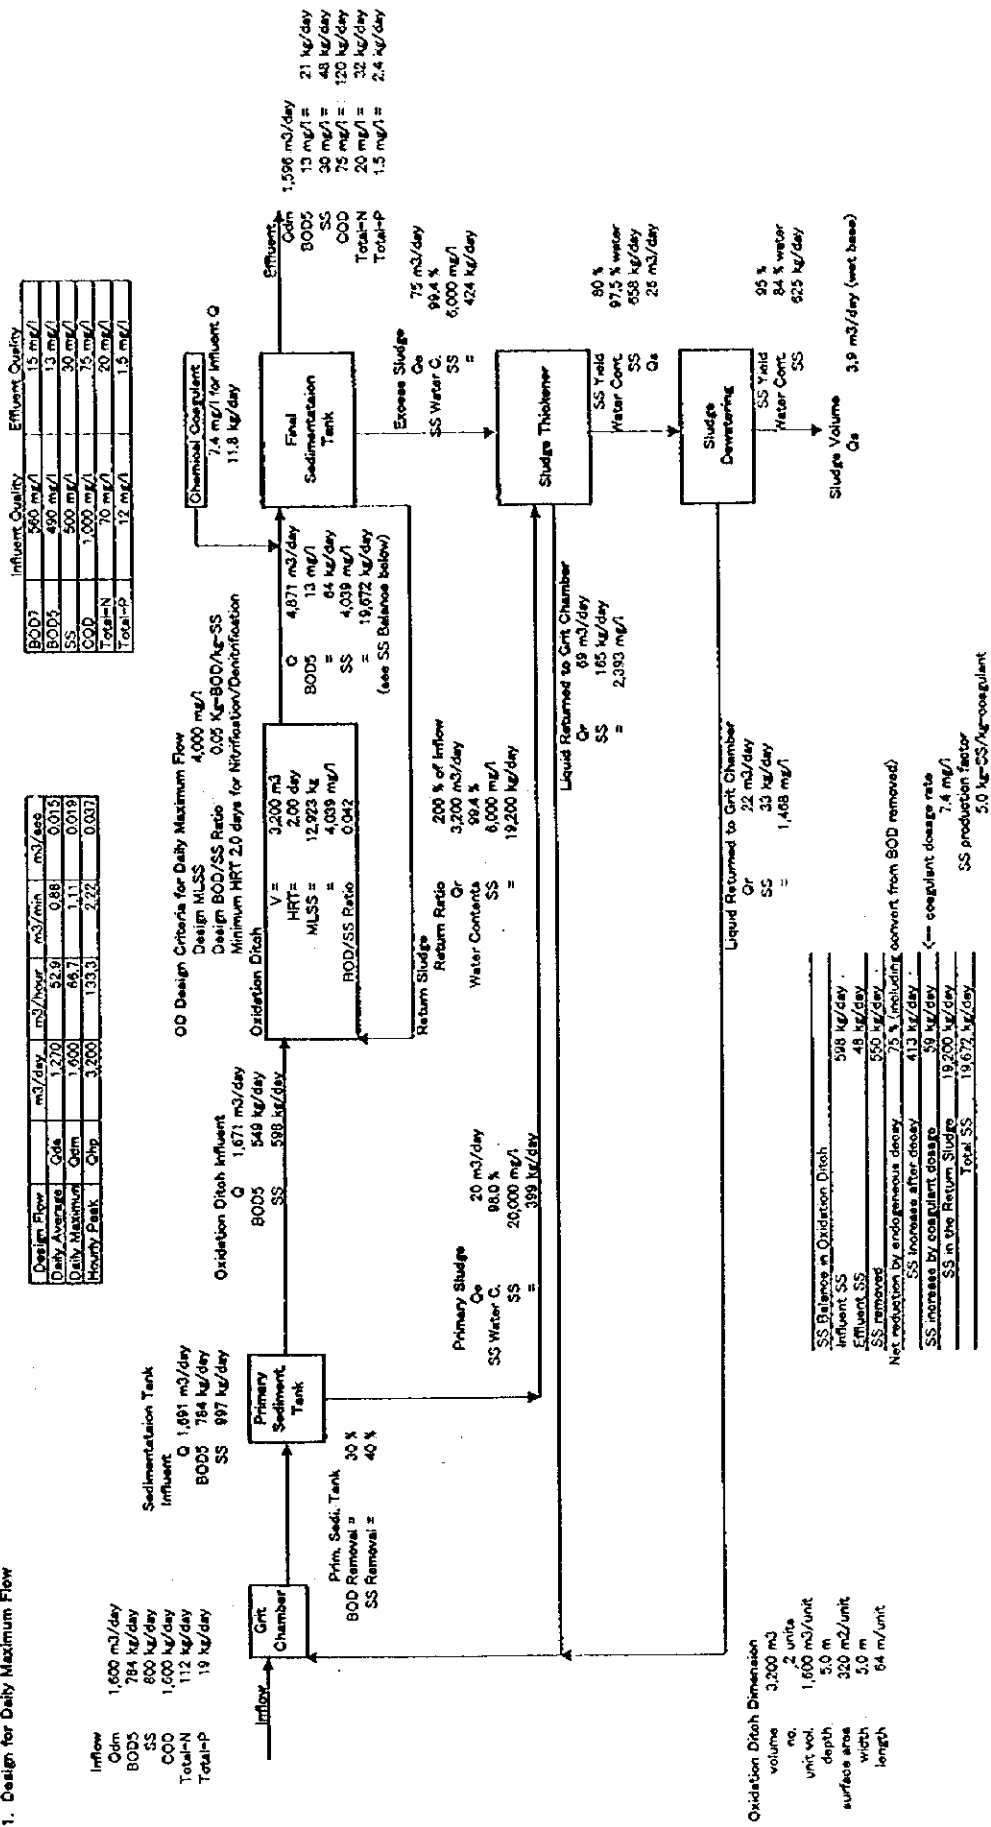 1. Design for Daily Maximum Flow
Design Flow m3/day m3/hour m3/min m3/sec
Daily Average Qda 1,270 52.9 0.88 0.015
Daily Maximum Qdm 1,600 66.7 1.11 0.019
Hourly Peak Qhp 3,200 133.3 2.22 0.037
Influent Quality Effluent Quality
BOD7 560 mg/l 15 mg/l
BOD5 490 mg/l 13 mg/l
SS 500 mg/l 30 mg/l
COD 1,000 mg/l 75 mg/l
Total-N 70 mg/l 20 mg/l
Total-P 12 mg/l 1.5 mg/l
Inflow
Qdm 1,600 m3/day
BOD5 784 kg/day
SS 800 kg/day
COD 1,600 kg/day
Total-N 112 kg/day
Total-P 19 kg/day
Inflow
Grit
Chamber
Sedimentataion Tank
Influent
Q 1,691 m3/day
BOD5 784 kg/day
SS 997 kg/day
Primary
Sediment.
Tank
Prim. Sedi. Tank
BOD Removal = 30 %
SS Removal = 40 %
Oxidation Ditoh Influent
Q 1,671 m3/day
BOD5 549 kg/day
SS 598 kg/day
OD Design Criteria for Daily Maximum Flow
Design MLSS 4,000 mg/l
Design BOD/SS Ratio 0.05 Kg-BOD/kg-SS
Minimum HRT 2.0 days for Nitrification/Denitrification
Oxidation Ditoh
V = 3,200 m3
HRT= 2.00 day
MLSS = 12,923 kg
= 4,039 mg/l
BOD/SS Ratio 0.042
Chemical Coagulent
7.4 mg/l for Influent Q
11.8 kg/day
Q 4,871 m3/day
BOD5 13 mg/l
= 64 kg/day
SS 4,039 mg/l
= 19,672 kg/day
(see SS Balance below)
Final
Sedimentataion
Tank
Effluent
Qdm 1,596 m3/day
BOD5 13 mg/l = 21 kg/day
SS 30 mg/l = 48 kg/day
COD 75 mg/l = 120 kg/day
Total-N 20 mg/l = 32 kg/day
Total-P 1.5 mg/l = 2.4 kg/day
Return Sludge
Return Ratio 200 % of Inflow
Qr 3,200 m3/day
Water Contents 99.4 %
SS 6,000 mg/l
= 19,200 kg/day
Excess Sludge
Qe 75 m3/day
SS Water C. 99.4 %
SS 6,000 mg/l
= 424 kg/day
Primary Sludge
Qe 20 m3/day
SS Water C. 98.0 %
SS 20,000 mg/l
= 399 kg/day
Sludge Thickener
SS Yield 80 %
Water Cont. 97.5 % water
SS 658 kg/day
Qs 26 m3/day
Liquid Returned to Grit Chamber
Qr 69 m3/day
SS 165 kg/day
= 2,393 mg/l
Sludge
Dewatering
SS Yield 95 %
Water Cont. 84 % water
SS 625 kg/day
Sludge Volume
Qs 3.9 m3/day (wet base)
Liquid Returned to Grit Chamber
Qr 22 m3/day
SS 33 kg/day
= 1,468 mg/l
Oxidation Ditoh Dimension
volume 3,200 m3
no. 2 units
unit vol. 1,600 m3/unit
depth 5.0 m
surface area 320 m2/unit
width 5.0 m
length 64 m/unit
SS Balance in Oxidation Ditoh
Influent SS 598 kg/day
Effluent SS 48 kg/day
SS removed 550 kg/day
Net reduction by endogeneous decay 75 % (including convert from BOD removed)
SS Increase after decay 413 kg/day
SS increase by coagulant dosage 59 kg/day <-- coagulent dosage rate
7.4 mg/l
SS in the Return Sludge 19,200 kg/day
SS production factor
Total SS 19,672 kg/day
5.0 kg-SS/kg-coagulant